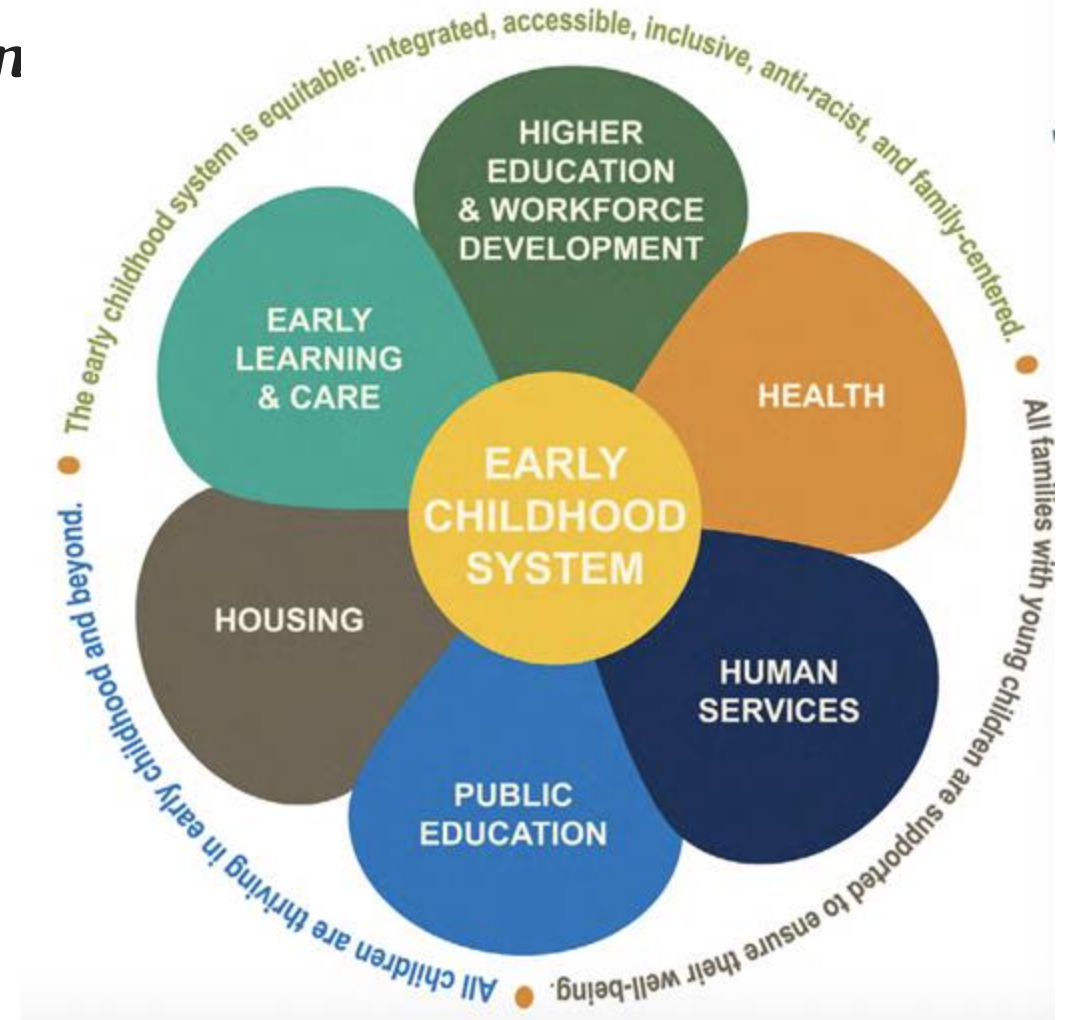 n
The early childhood system is equitable: integrated, accessible, inclusive, anti-racist, and family-centered.
All families with young children are supported to ensure their well-being.
All children are thriving in early childhood and beyond.
HIGHER
EDUCATION
& WORKFORCE
DEVELOPMENT
HEALTH
HUMAN
SERVICES
PUBLIC
EDUCATION
HOUSING
EARLY
LEARNING
& CARE
EARLY
CHILDHOOD
SYSTEM